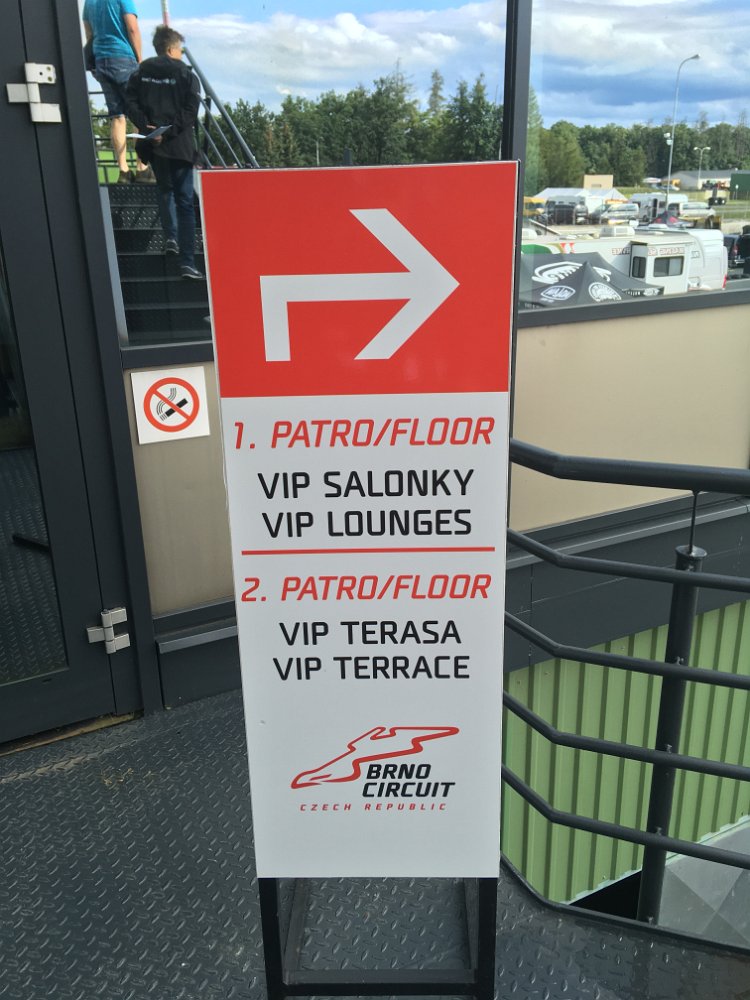 1. PATRO/FLOOR
VIP SALONKY
VIP LOUNGES
2. PATRO/FLOOR
VIP TERASA
VIP TERRACE
BRNO
CIRCUIT
CZECH REPUBLIC